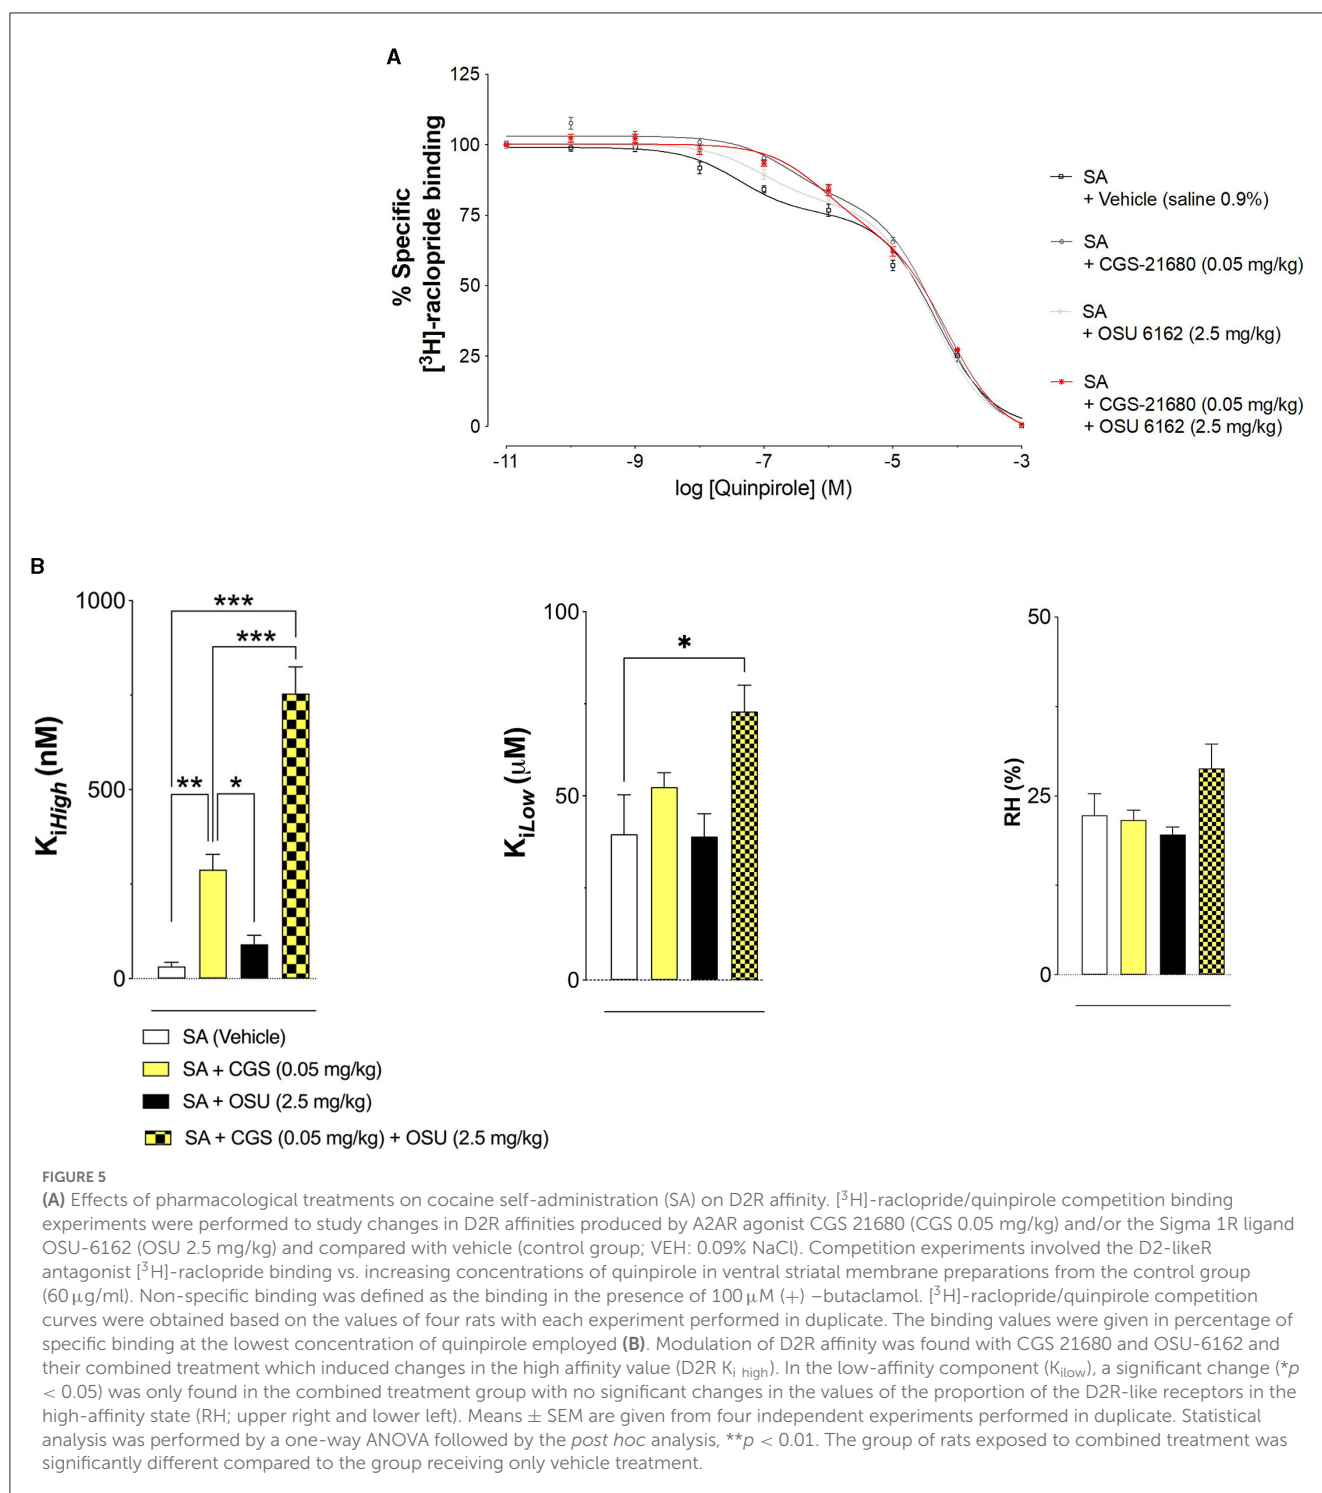 A
% Specific
[³H]-raclopride binding
125
100
75
50
25
0
-11
-9
-7
-5
-3
log [Quinpirole] (M)
SA
+ Vehicle (saline 0.9%)
SA
+ CGS-21680 (0.05 mg/kg)
SA
+ OSU 6162 (2.5 mg/kg)
SA
+ CGS-21680 (0.05 mg/kg)
+ OSU 6162 (2.5 mg/kg)
B
KiHigh (nM)
1000
500
0
***
***
**
*
KiLow (μM)
100
50
0
*
RH (%)
50
25
0
SA (Vehicle)
SA + CGS (0.05 mg/kg)
SA + OSU (2.5 mg/kg)
SA + CGS (0.05 mg/kg) + OSU (2.5 mg/kg)
FIGURE 5
(A) Effects of pharmacological treatments on cocaine self-administration (SA) on D2R affinity. [³H]-raclopride/quinpirole competition binding
experiments were performed to study changes in D2R affinities produced by A2AR agonist CGS 21680 (CGS 0.05 mg/kg) and/or the Sigma 1R ligand
OSU-6162 (OSU 2.5 mg/kg) and compared with vehicle (control group; VEH: 0.09% NaCl). Competition experiments involved the D2-likeR
antagonist [³H]-raclopride binding vs. increasing concentrations of quinpirole in ventral striatal membrane preparations from the control group
(60 μg/ml). Non-specific binding was defined as the binding in the presence of 100 μM (+) –butaclamol. [³H]-raclopride/quinpirole competition
curves were obtained based on the values of four rats with each experiment performed in duplicate. The binding values were given in percentage of
specific binding at the lowest concentration of quinpirole employed (B). Modulation of D2R affinity was found with CGS 21680 and OSU-6162 and
their combined treatment which induced changes in the high affinity value (D2R Ki high). In the low-affinity component (Kilow), a significant change (*p
< 0.05) was only found in the combined treatment group with no significant changes in the values of the proportion of the D2R-like receptors in the
high-affinity state (RH; upper right and lower left). Means ± SEM are given from four independent experiments performed in duplicate. Statistical
analysis was performed by a one-way ANOVA followed by the post hoc analysis, **p < 0.01. The group of rats exposed to combined treatment was
significantly different compared to the group receiving only vehicle treatment.